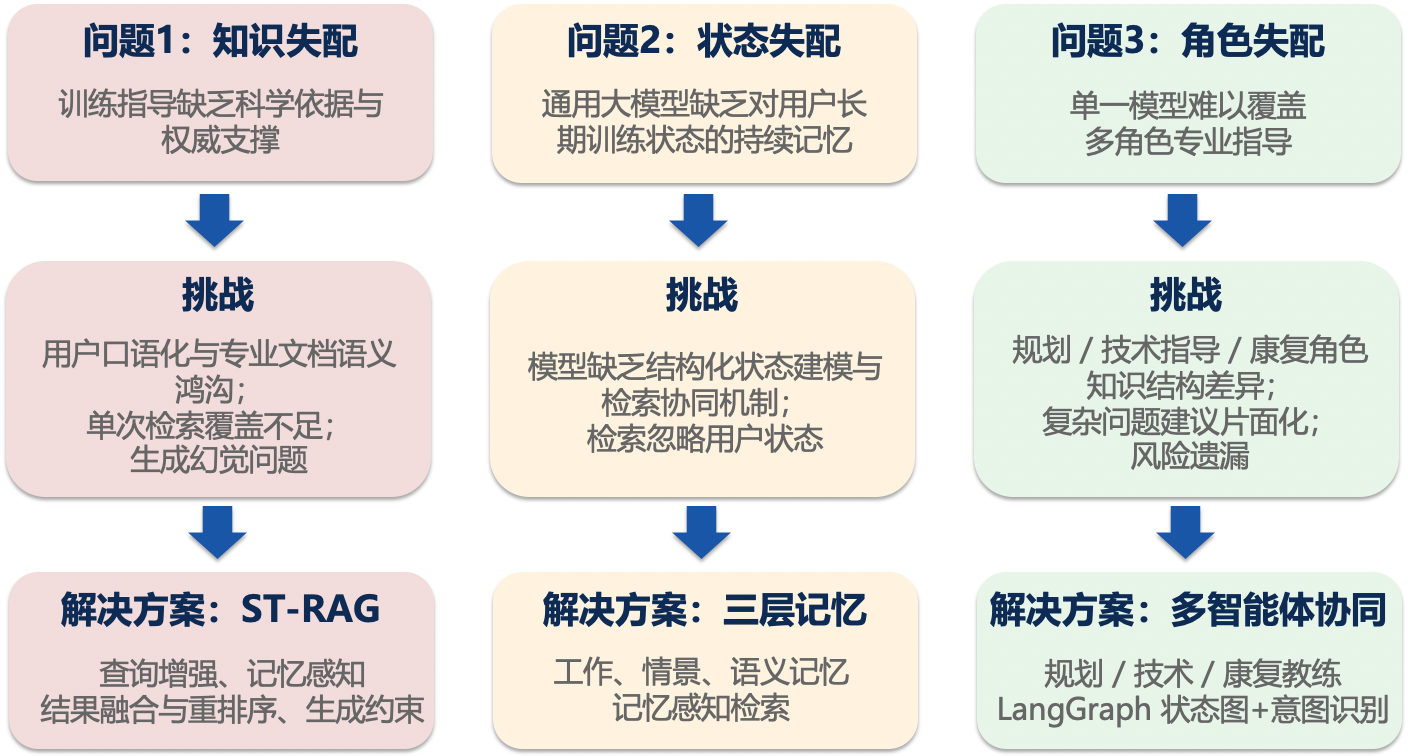 问题1：知识失配
训练指导缺乏科学依据与
权威支撑
挑战
用户口语化与专业文档语义
鸿沟；
单次检索覆盖不足；
生成幻觉问题
解决方案：ST-RAG
查询增强、记忆感知
结果融合与重排序、生成约束
问题2：状态失配
通用大模型缺乏对用户长
期训练状态的持续记忆
挑战
模型缺乏结构化状态建模与
检索协同机制；
检索忽略用户状态
解决方案：三层记忆
工作、情景、语义记忆
记忆感知检索
问题3：角色失配
单一模型难以覆盖
多角色专业指导
挑战
规划 / 技术指导 / 康复角色
知识结构差异；
复杂问题建议片面化；
风险遗漏
解决方案：多智能体协同
规划 / 技术 / 康复教练
LangGraph 状态图+意图识别